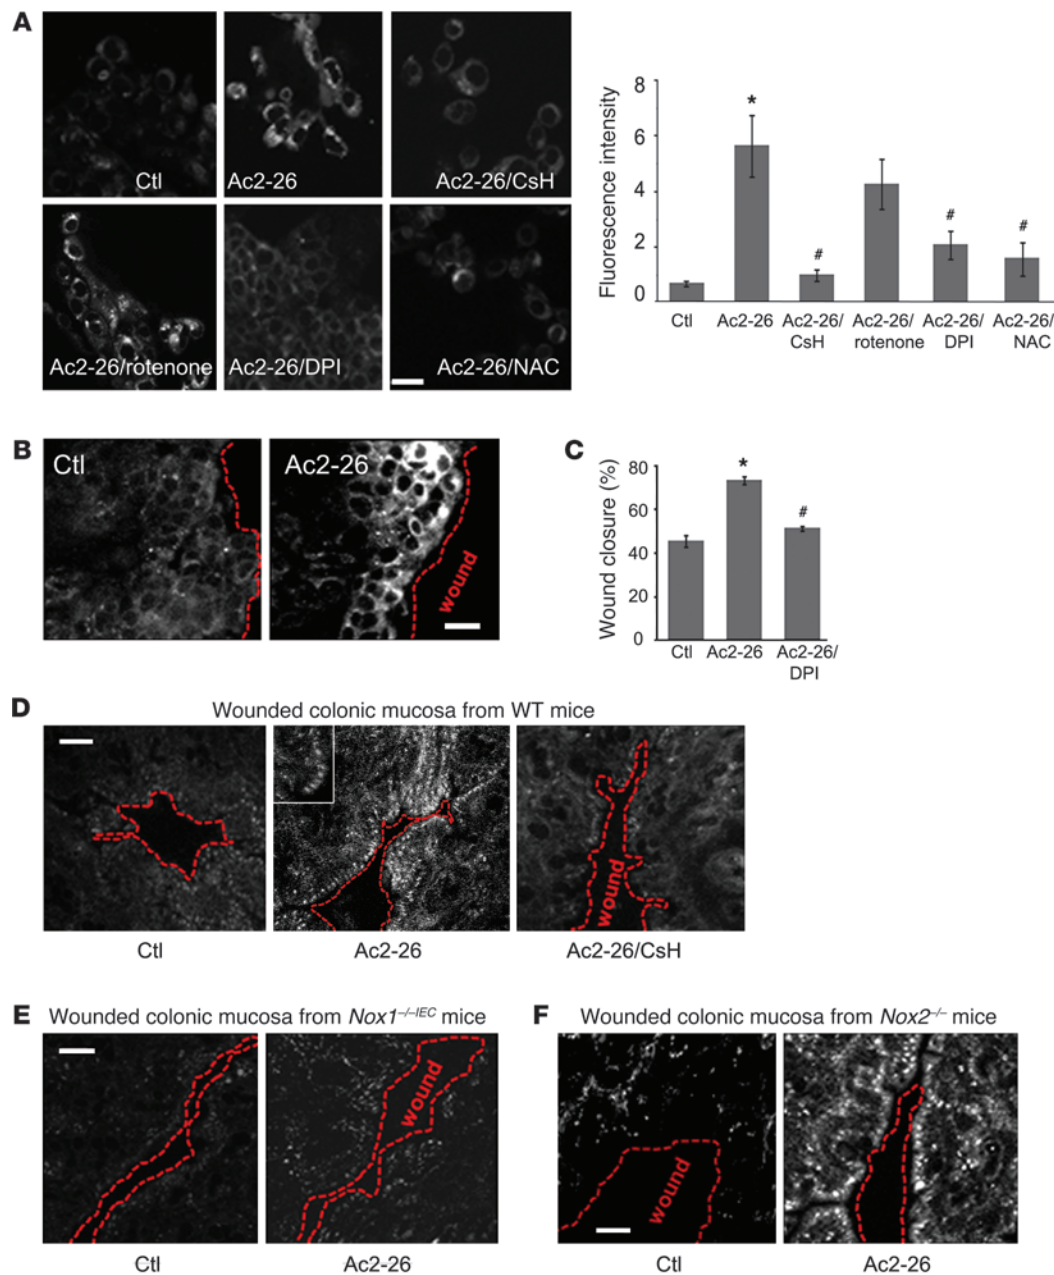 A
Ctl
Ac2-26
Ac2-26/CsH
Ac2-26/rotenone
Ac2-26/DPI
Ac2-26/NAC
Fluorescence intensity
8
6
4
2
0
*
#
#
#
Ctl
Ac2-26
Ac2-26/
CsH
Ac2-26/
rotenone
Ac2-26/
DPI
Ac2-26/
NAC
B
Ctl
Ac2-26
wound
C
Wound closure (%)
80
60
40
20
0
*
#
Ctl
Ac2-26
Ac2-26/
DPI
D
Wounded colonic mucosa from WT mice
wound
Ctl
Ac2-26
Ac2-26/CsH
E
Wounded colonic mucosa from Nox1–/–IEC mice
wound
Ctl
Ac2-26
F
Wounded colonic mucosa from Nox2–/– mice
wound
Ctl
Ac2-26